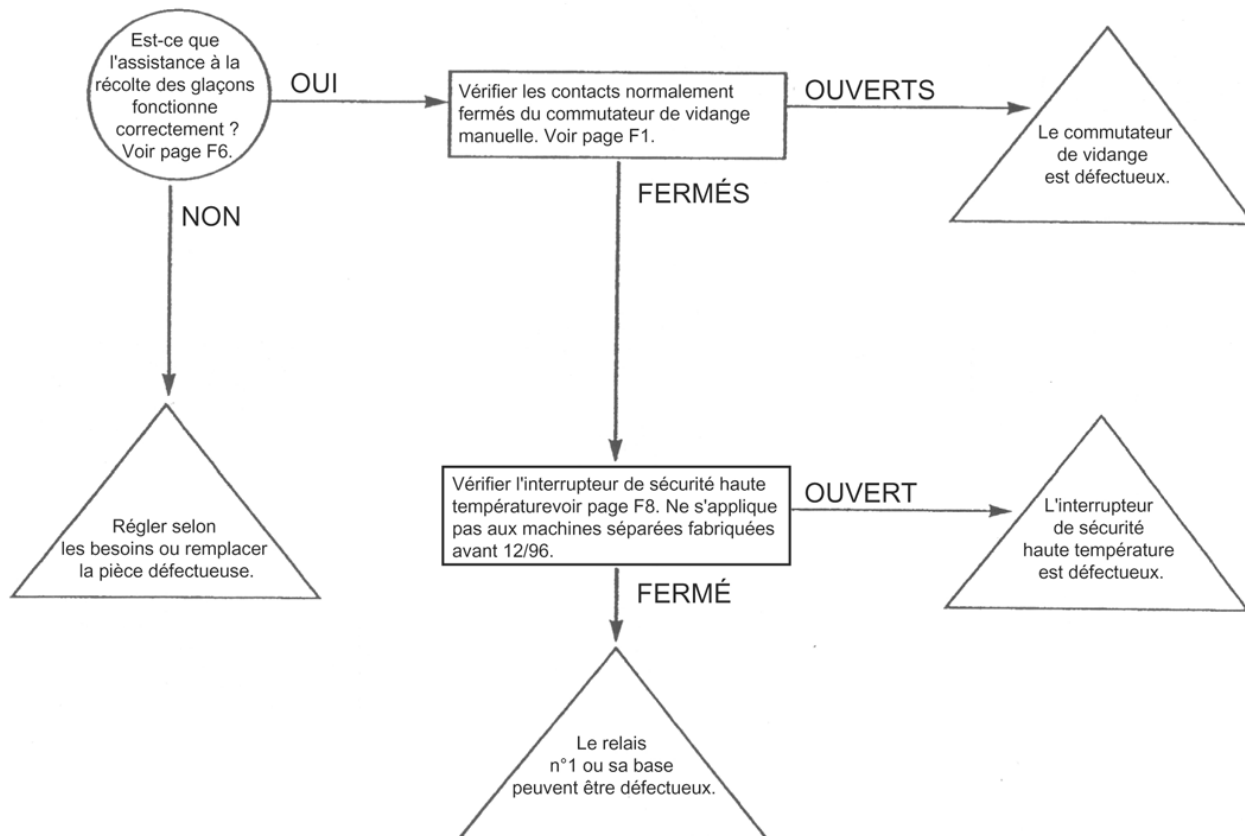 Est-ce que
l'assistance à la
récolte des glaçons
fonctionne
correctement ?
Voir page F6.
OUI
Vérifier les contacts normalement
fermés du commutateur de vidange
manuelle. Voir page F1.
OUVERTS
Le commutateur
de vidange
est défectueux.
NON
FERMÉS
Régler selon
les besoins ou remplacer
la pièce défectueuse.
Vérifier l'interrupteur de sécurité haute
températurevoir page F8. Ne s'applique
pas aux machines séparées fabriquées
avant 12/96.
OUVERT
L'interrupteur
de sécurité
haute température
est défectueux.
FERMÉ
Le relais
n°1 ou sa base
peuvent être défectueux.